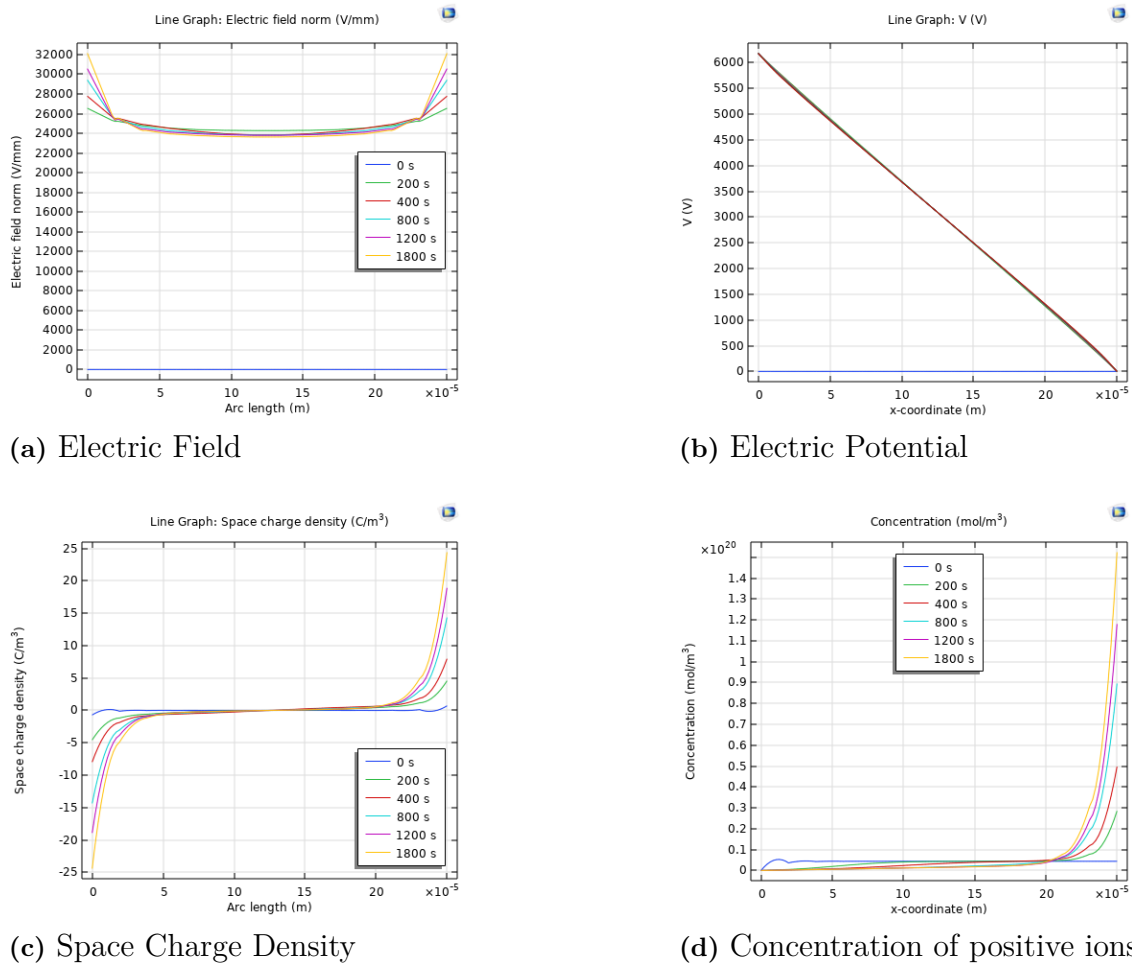 Line Graph: Electric field norm (V/mm)
Electric field norm (V/mm)
32000
30000
28000
26000
24000
22000
20000
18000
16000
14000
12000
10000
8000
6000
4000
2000
0
0 s
200 s
400 s
800 s
1200 s
1800 s
0 5 10 15 20 ×10⁻⁵
Arc length (m)
(a) Electric Field
Line Graph: V (V)
V (V)
6000
5500
5000
4500
4000
3500
3000
2500
2000
1500
1000
500
0
0 5 10 15 20 ×10⁻⁵
x-coordinate (m)
(b) Electric Potential
Line Graph: Space charge density (C/m³)
Space charge density (C/m³)
25
20
15
10
5
0
-5
-10
-15
-20
-25
0 s
200 s
400 s
800 s
1200 s
1800 s
0 5 10 15 20 ×10⁻⁵
Arc length (m)
(c) Space Charge Density
Concentration (mol/m³)
×10²⁰
Concentration (mol/m³)
1.4
1.3
1.2
1.1
1
0.9
0.8
0.7
0.6
0.5
0.4
0.3
0.2
0.1
0
0 s
200 s
400 s
800 s
1200 s
1800 s
0 5 10 15 20 ×10⁻⁵
x-coordinate (m)
(d) Concentration of positive ions